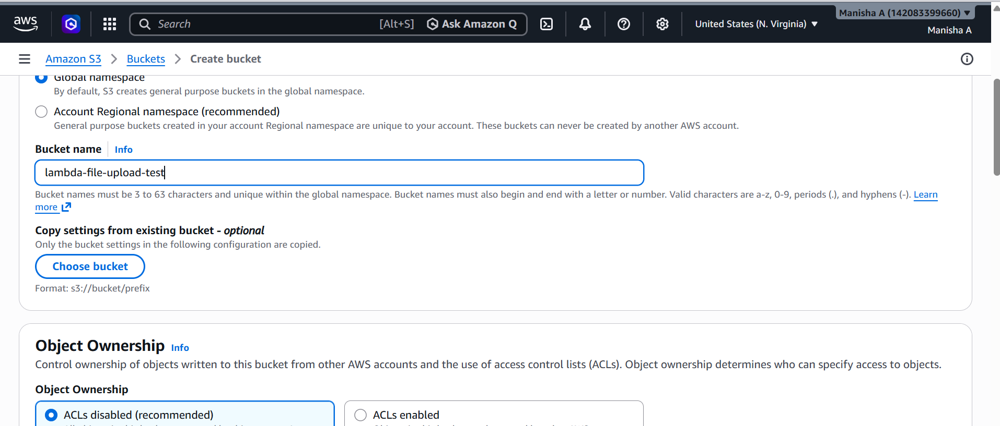 aws
Search
[Alt+S]
Ask Amazon Q
United States (N. Virginia) ▼
Manisha A (142083399660) ▼
Manisha A
Amazon S3 > Buckets > Create bucket
Global namespace
By default, S3 creates general purpose buckets in the global namespace.
Account Regional namespace (recommended)
General purpose buckets created in your account Regional namespace are unique to your account. These buckets can never be created by another AWS account.
Bucket name
Info
lambda-file-upload-test
Bucket names must be 3 to 63 characters and unique within the global namespace. Bucket names must also begin and end with a letter or number. Valid characters are a-z, 0-9, periods (.), and hyphens (-). Learn
more
Copy settings from existing bucket - optional
Only the bucket settings in the following configuration are copied.
Choose bucket
Format: s3://bucket/prefix
Object Ownership Info
Control ownership of objects written to this bucket from other AWS accounts and the use of access control lists (ACLs). Object ownership determines who can specify access to objects.
Object Ownership
ACLs disabled (recommended)
ACLs enabled